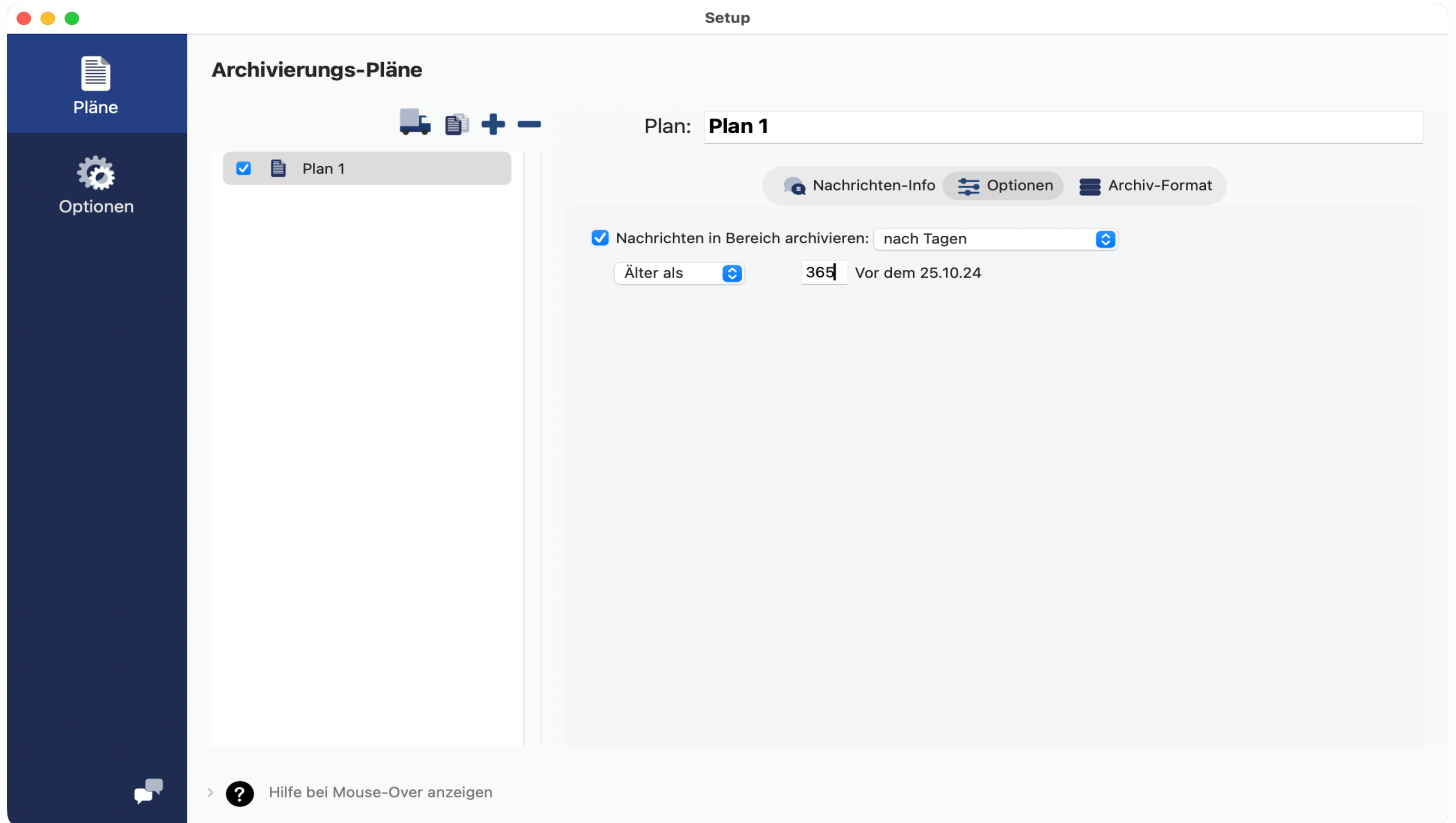 Setup
Pläne
Optionen
Archivierungs-Pläne
Plan 1
Plan: Plan 1
Nachrichten-Info Optionen Archiv-Format
Nachrichten in Bereich archivieren: nach Tagen
Älter als 365 Vor dem 25.10.24
? Hilfe bei Mouse-Over anzeigen